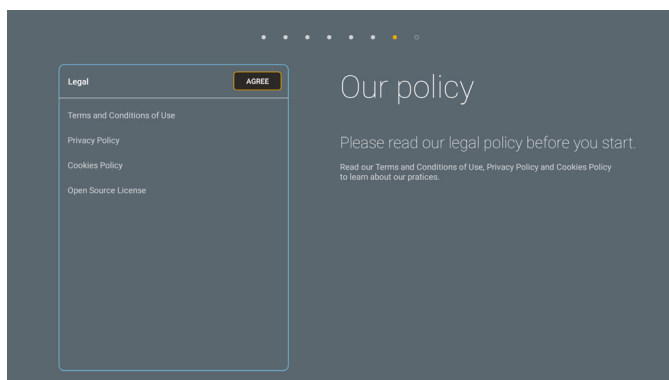 Legal
AGREE
Terms and Conditions of Use
Privacy Policy
Cookies Policy
Open Source License
Our policy
Please read our legal policy before you start.
Read our Terms and Conditions of Use, Privacy Policy and Cookies Policy
to learn about our pratices.